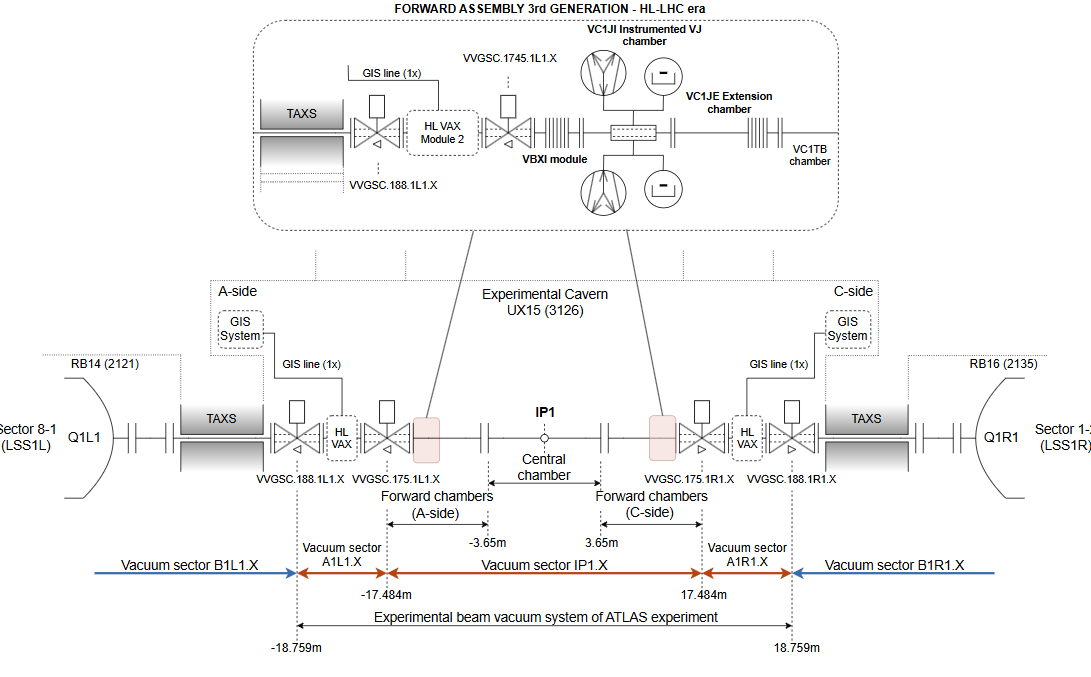 FORWARD ASSEMBLY 3rd GENERATION - HL-LHC era
VC1JI Instrumented VJ
chamber
VVGSC.1745.1L1.X
GIS line (1x)
VC1JE Extension
chamber
TAXS
HL VAX
Module 2
VBXI module
VC1TB
chamber
VVGSC.188.1L1.X
A-side
Experimental Cavern
UX15 (3126)
C-side
GIS
System
GIS
System
RB14 (2121)
GIS line (1x)
GIS line (1x)
RB16 (2135)
TAXS
IP1
TAXS
Sector 8-1
(LSS1L)
Q1L1
HL
VAX
HL
VAX
Q1R1
Sector 1-
(LSS1R)
Central
chamber
VVGSC.188.1L1.X
VVGSC.175.1L1.X
VVGSC.175.1R1.X
VVGSC.188.1R1.X
Forward chambers
(A-side)
Forward chambers
(C-side)
-3.65m
3.65m
Vacuum sector B1L1.X
Vacuum sector
A1L1.X
Vacuum sector IP1.X
Vacuum sector
A1R1.X
Vacuum sector B1R1.X
-17.484m
17.484m
Experimental beam vacuum system of ATLAS experiment
-18.759m
18.759m